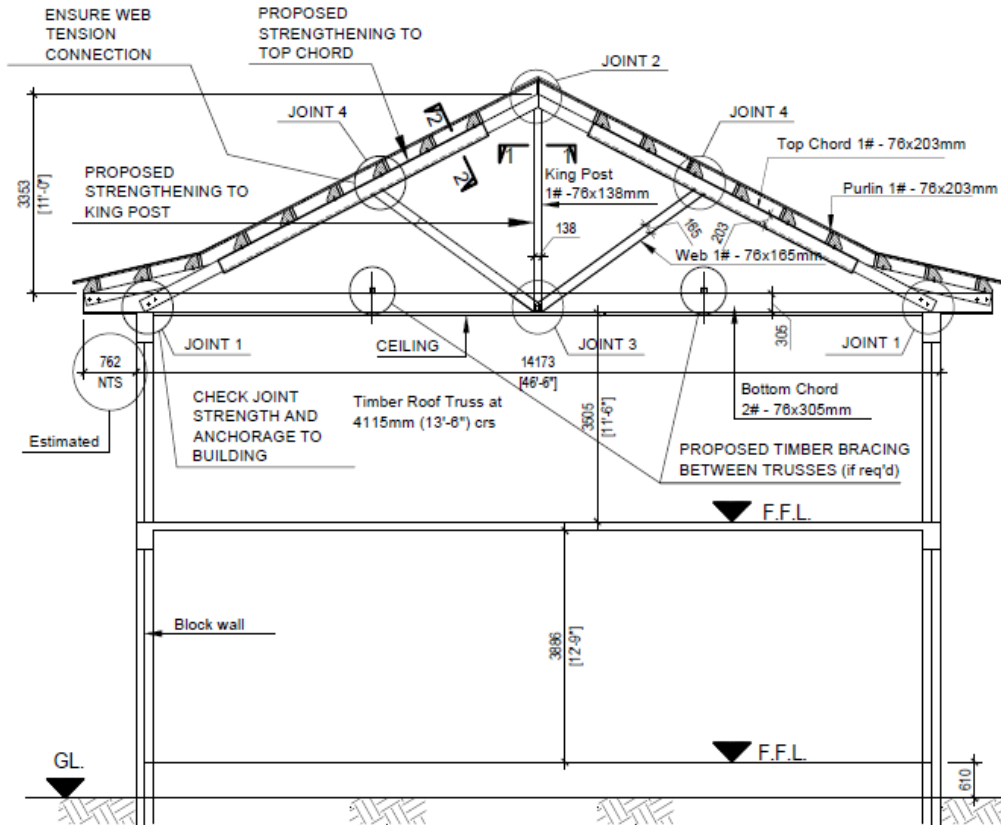 ENSURE WEB
TENSION
CONNECTION
PROPOSED
STRENGTHENING TO
TOP CHORD
JOINT 2
JOINT 4
JOINT 4
2
2
1
1
Top Chord 1# - 76x203mm
PROPOSED
STRENGTHENING TO
KING POST
King Post
1# -76x138mm
Purlin 1# - 76x203mm
3353
[11'-0"]
138
165
203
Web 1# - 76x165mm
JOINT 1
CEILING
JOINT 3
305
JOINT 1
762
NTS
14173
[46'-6"]
Estimated
CHECK JOINT
STRENGTH AND
ANCHORAGE TO
BUILDING
Timber Roof Truss at
4115mm (13'-6") crs
3505
[11'-6"]
Bottom Chord
2# - 76x305mm
PROPOSED TIMBER BRACING
BETWEEN TRUSSES (if req'd)
F.F.L.
Block wall
3886
[12'-9"]
GL.
F.F.L.
610